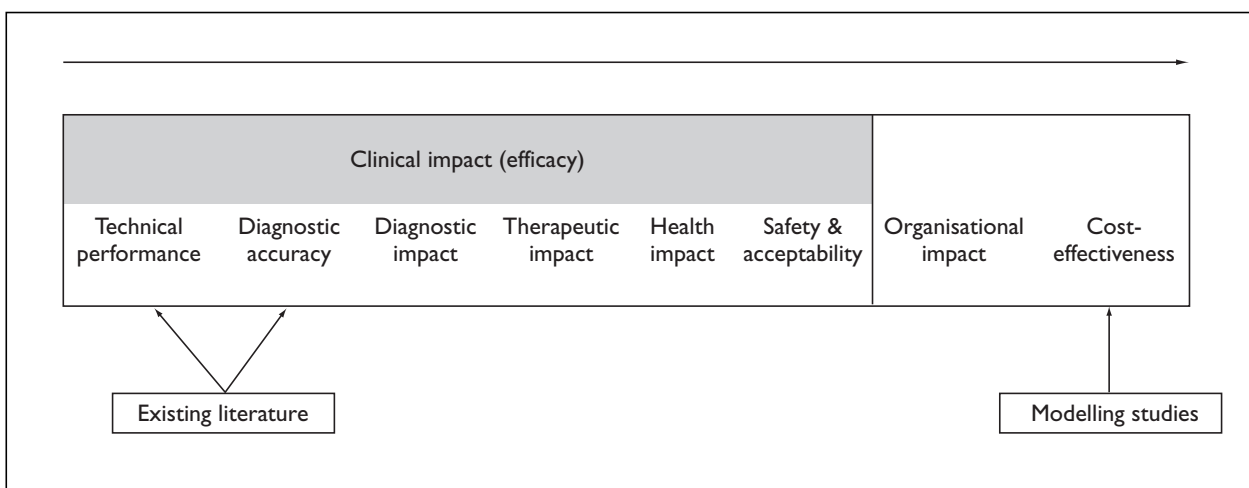 Clinical impact (efficacy)
Technical performance
Diagnostic accuracy
Diagnostic impact
Therapeutic impact
Health impact
Safety & acceptability
Organisational impact
Cost-effectiveness
Existing literature
Modelling studies